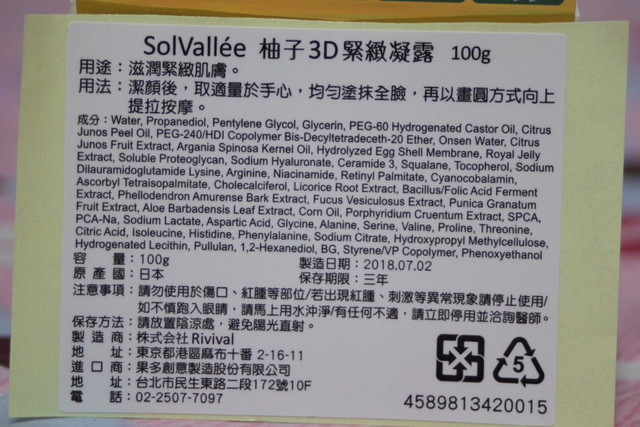 SolVallée 柚子3D緊緻凝露 100g
用途：滋潤緊緻肌膚。
用法：潔顏後，取適量於手心，均勻塗抹全臉，再以畫圓方式向上
提拉按摩。
成分：Water, Propanediol, Pentylene Glycol, Glycerin, PEG-60 Hydrogenated Castor Oil, Citrus
Junos Peel Oil, PEG-240/HDI Copolymer Bis-Decyltetradeceth-20 Ether, Onsen Water, Citrus
Junos Fruit Extract, Argania Spinosa Kernel Oil, Hydrolyzed Egg Shell Membrane, Royal Jelly
Extract, Soluble Proteoglycan, Sodium Hyaluronate, Ceramide 3, Squalane, Tocopherol, Sodium
Dilauramidoglutamide Lysine, Arginine, Niacinamide, Retinyl Palmitate, Cyanocobalamin,
Ascorbyl Tetraisopalmitate, Cholecalciferol, Licorice Root Extract, Bacillus/Folic Acid Ferment
Extract, Phellodendron Amurense Bark Extract, Fucus Vesiculosus Extract, Punica Granatum
Fruit Extract, Aloe Barbadensis Leaf Extract, Corn Oil, Porphyridium Cruentum Extract, SPCA,
PCA-Na, Sodium Lactate, Aspartic Acid, Glycine, Alanine, Serine, Valine, Proline, Threonine,
Citric Acid, Isoleucine, Histidine, Phenylalanine, Sodium Citrate, Hydroxypropyl Methylcellulose,
Hydrogenated Lecithin, Pullulan, 1,2-Hexanediol, BG, Styrene/VP Copolymer, Phenoxyethanol
容 量：100g 製造日期：2018.07.02
原 產 國：日本 保存期限：三年
注意事項：請勿使用於傷口、紅腫等部位/若出現紅腫、刺激等異常現象請停止使用/
如不慎跑入眼睛，請馬上用水沖淨/有任何不適，請立即停用並洽詢醫師。
保存方法：請放置陰涼處，避免陽光直射。
製 造 商：株式會社Rivival
地 址：東京都港區麻布十番 2-16-11
進 口 商：果多創意製造股份有限公司
地 址：台北市民生東路二段172號10F
電 話：02-2507-7097
5
4589813420015